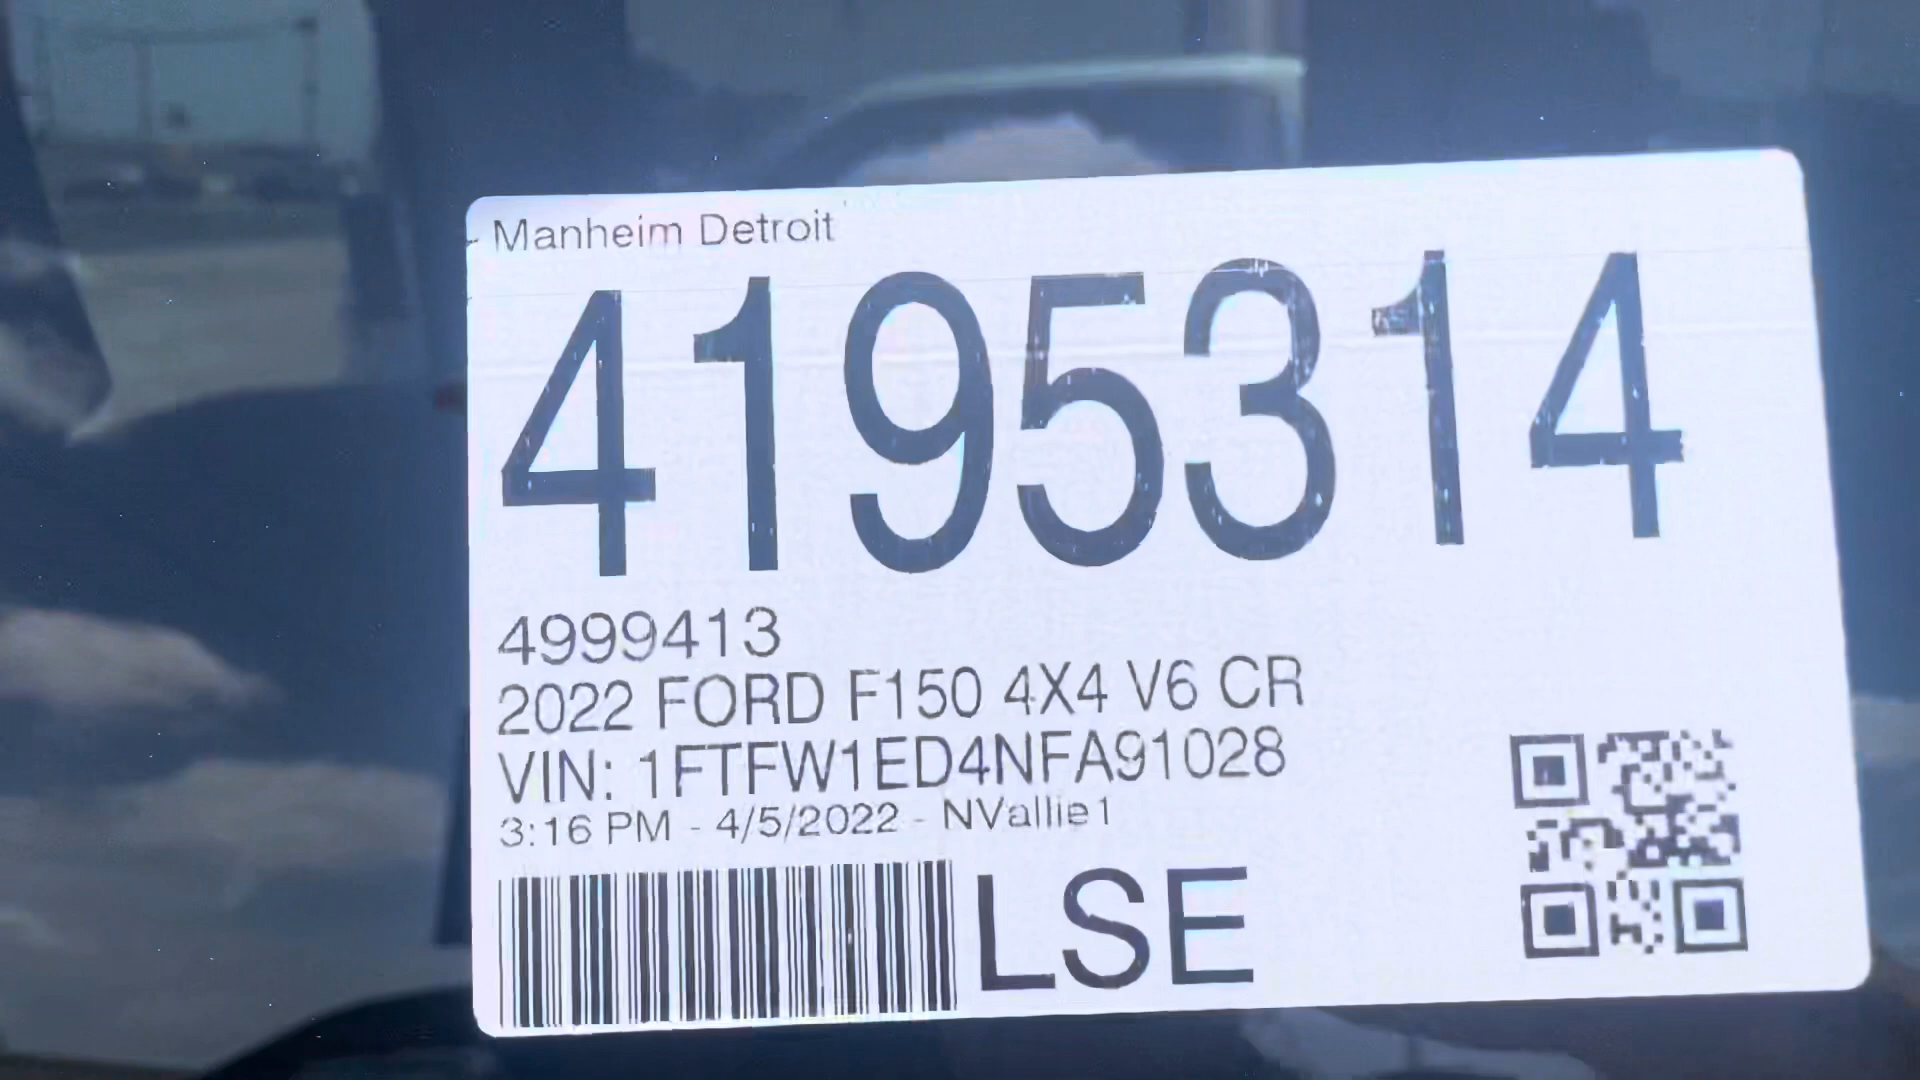 Manheim Detroit
4195314
4999413
2022 FORD F150 4X4 V6 CR
VIN: 1FTFW1ED4NFA91028
3:16 PM - 4/5/2022 - NVallie1
LSE